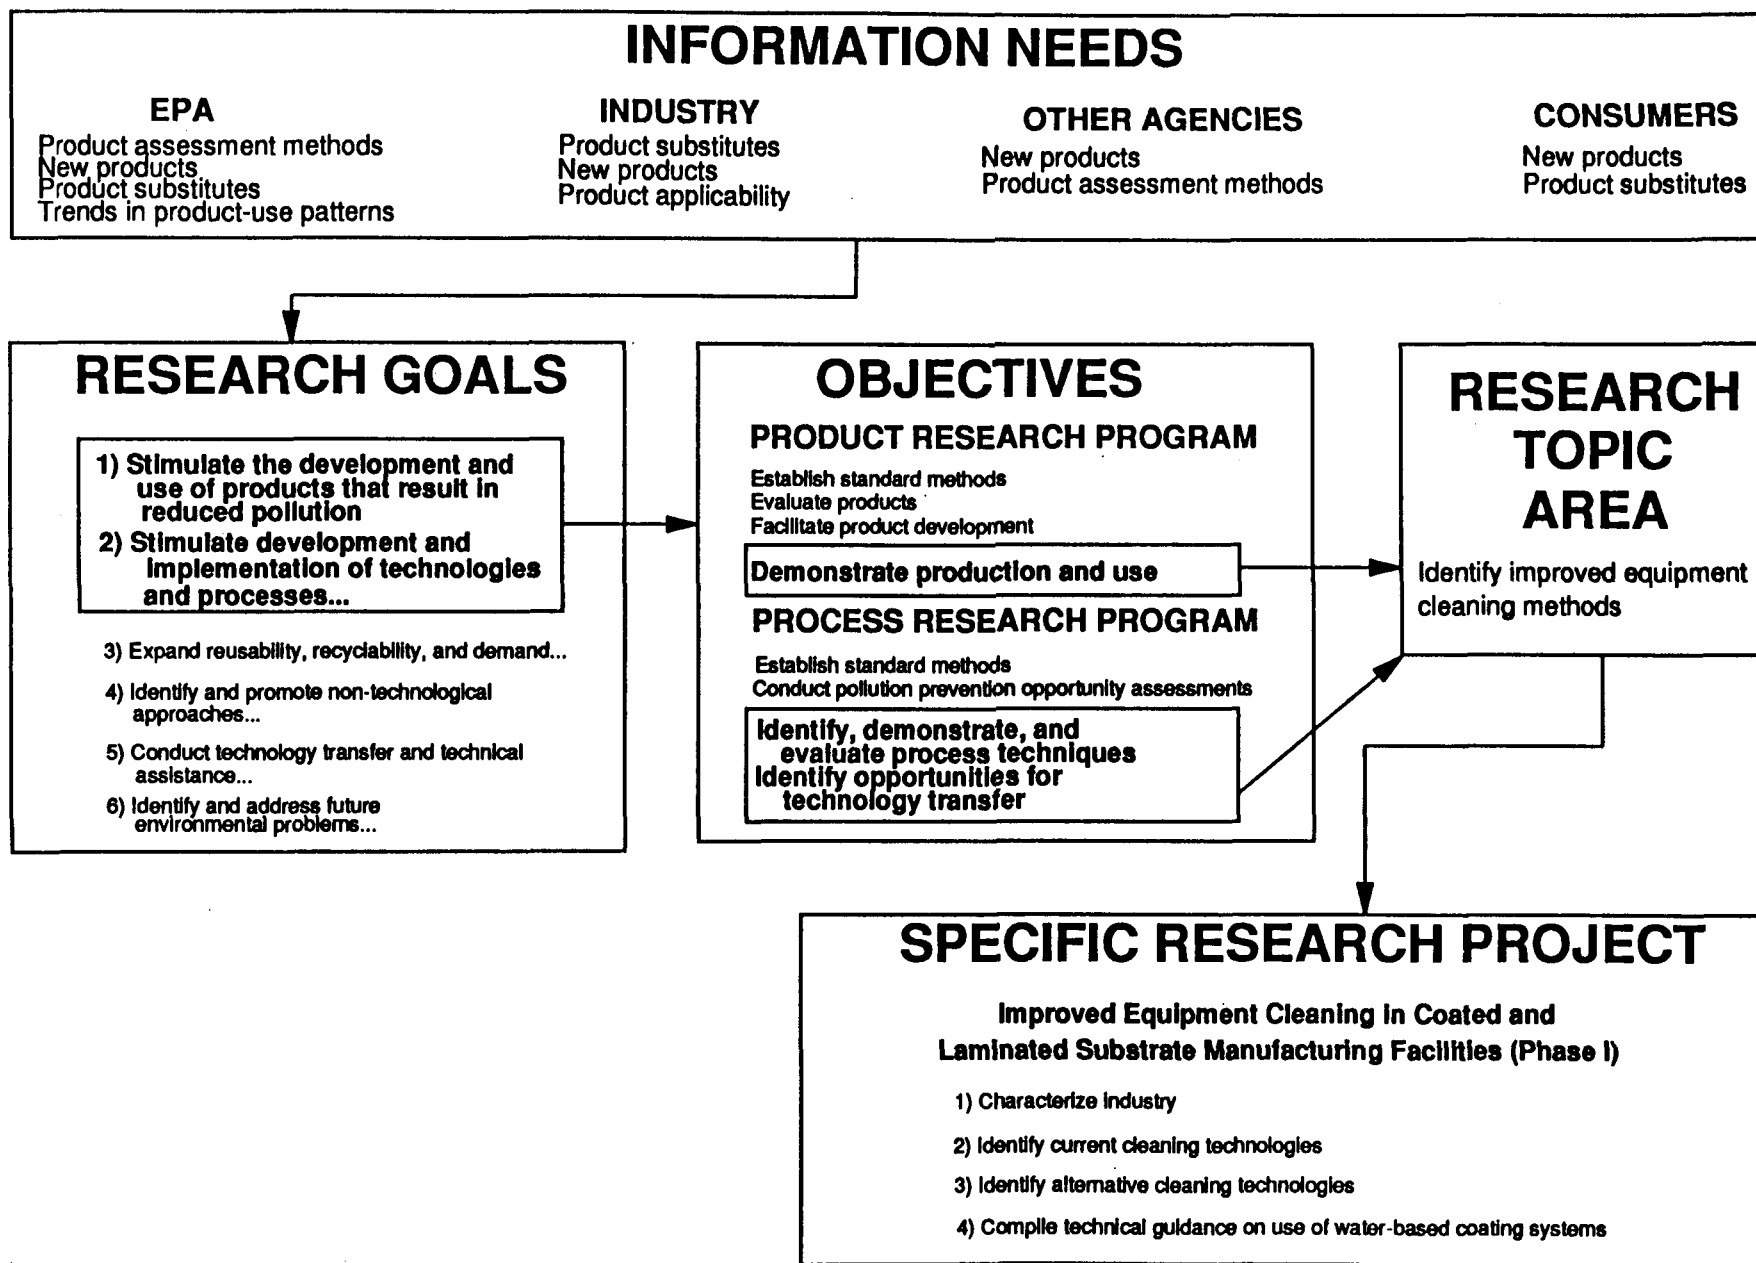 INFORMATION NEEDS
EPA
Product assessment methods
New products
Product substitutes
Trends in product-use patterns
INDUSTRY
Product substitutes
New products
Product applicability
OTHER AGENCIES
New products
Product assessment methods
CONSUMERS
New products
Product substitutes
RESEARCH GOALS
1) Stimulate the development and
use of products that result in
reduced pollution
2) Stimulate development and
implementation of technologies
and processes...
3) Expand reusability, recyclability, and demand...
4) Identify and promote non-technological
approaches...
5) Conduct technology transfer and technical
assistance...
6) Identify and address future
environmental problems...
OBJECTIVES
PRODUCT RESEARCH PROGRAM
Establish standard methods
Evaluate products
Facilitate product development
Demonstrate production and use
PROCESS RESEARCH PROGRAM
Establish standard methods
Conduct pollution prevention opportunity assessments
Identify, demonstrate, and
evaluate process techniques
Identify opportunities for
technology transfer
RESEARCH
TOPIC
AREA
Identify improved equipment
cleaning methods
SPECIFIC RESEARCH PROJECT
Improved Equipment Cleaning in Coated and
Laminated Substrate Manufacturing Facilities (Phase I)
1) Characterize industry
2) Identify current cleaning technologies
3) Identify alternative cleaning technologies
4) Compile technical guidance on use of water-based coating systems